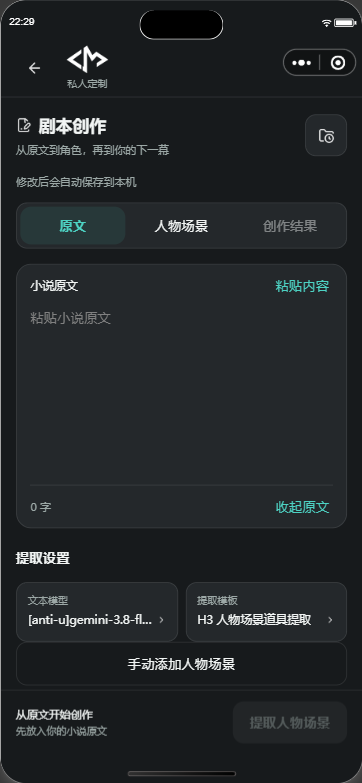 22:29
私人定制
剧本创作
从原文到角色，再到你的下一幕
修改后会自动保存到本机
原文 人物场景 创作结果
小说原文 粘贴内容
粘贴小说原文
0 字 收起原文
提取设置
文本模型 提取模板
[anti-u]gemini-3.8-fl... H3 人物场景道具提取
手动添加人物场景
从原文开始创作
先放入你的小说原文
提取人物场景